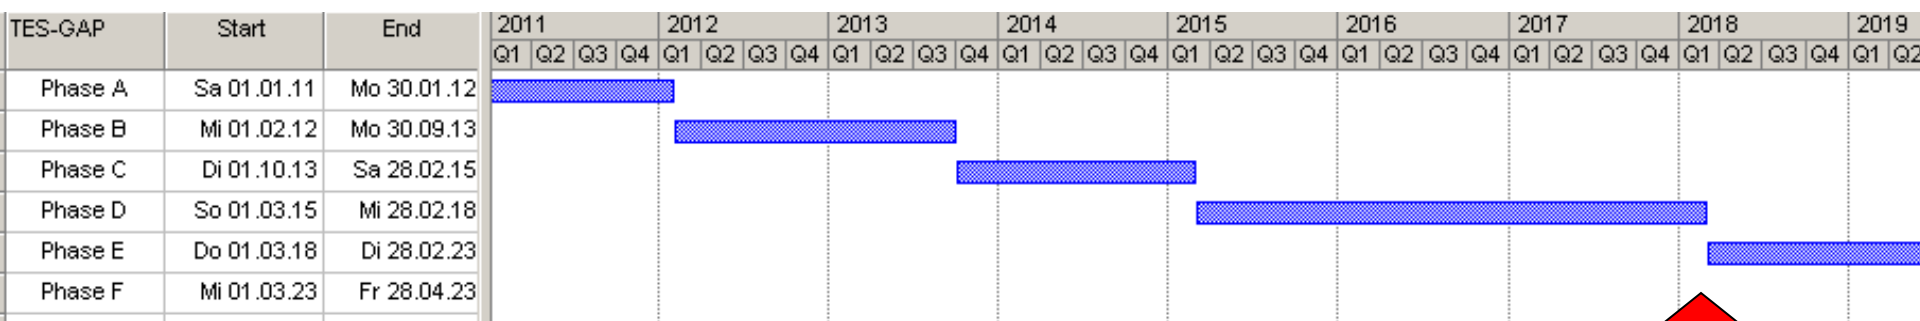 TES-GAP Start End 2011 2012 2013 2014 2015 2016 2017 2018 2019
Q1 Q2 Q3 Q4 Q1 Q2 Q3 Q4 Q1 Q2 Q3 Q4 Q1 Q2 Q3 Q4 Q1 Q2 Q3 Q4 Q1 Q2 Q3 Q4 Q1 Q2 Q3 Q4 Q1 Q2 Q3 Q4 Q1 Q2
Phase A Sa 01.01.11 Mo 30.01.12
Phase B Mi 01.02.12 Mo 30.09.13
Phase C Di 01.10.13 Sa 28.02.15
Phase D So 01.03.15 Mi 28.02.18
Phase E Do 01.03.18 Di 28.02.23
Phase F Mi 01.03.23 Fr 28.04.23